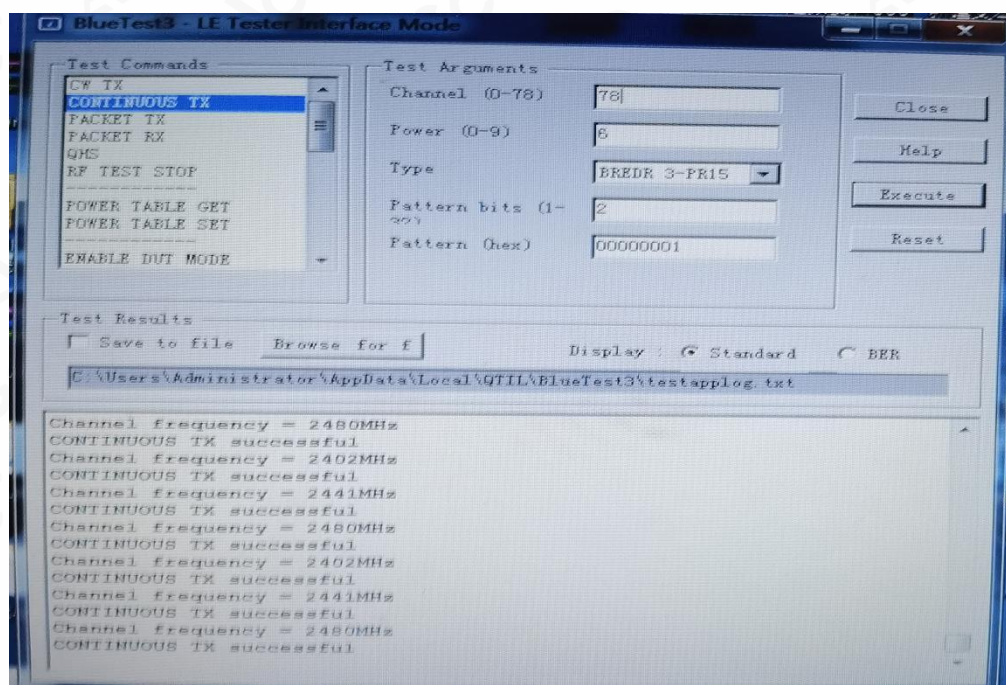 BlueTest3 - LE Tester Interface Mode
Test Commands
CW TX
CONTINUOUS TX
PACKET TX
PACKET RX
QHS
RF TEST STOP
------------
POWER TABLE GET
POWER TABLE SET
------------
ENABLE DUT MODE
Test Arguments
Channel (0-78) 78
Power (0-9) 6
Type BREDR 3-PR15
Pattern bits (1- 2
Pattern (hex) 00000001
Close
Help
Execute
Reset
Test Results
Save to file Browse for f Display : Standard BER
C:\Users\Administrator\AppData\Local\QTIL\BlueTest3\testapplog.txt
Channel frequency = 2480MHz
CONTINUOUS TX successful
Channel frequency = 2402MHz
CONTINUOUS TX successful
Channel frequency = 2441MHz
CONTINUOUS TX successful
Channel frequency = 2480MHz
CONTINUOUS TX successful
Channel frequency = 2402MHz
CONTINUOUS TX successful
Channel frequency = 2441MHz
CONTINUOUS TX successful
Channel frequency = 2480MHz
CONTINUOUS TX successful